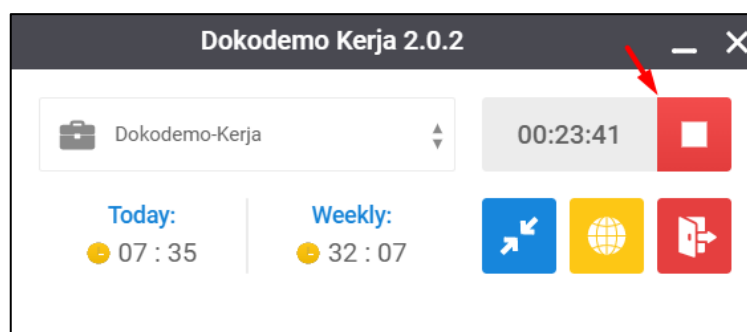 Dokodemo Kerja 2.0.2
Dokodemo-Kerja
00:23:41
Today:
Weekly:
07 : 35
32 : 07